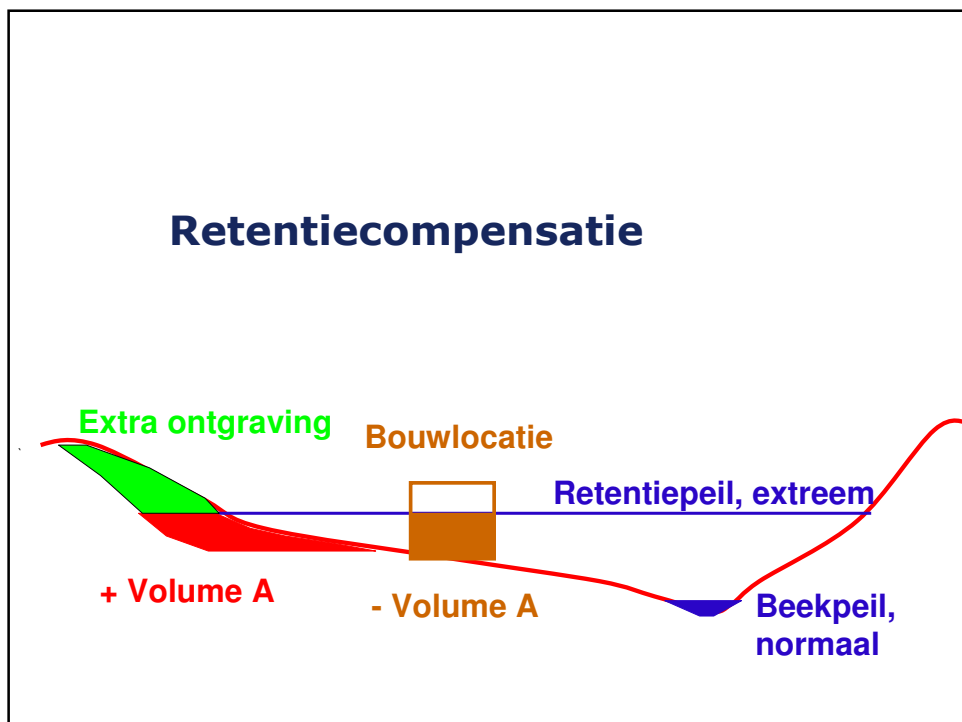 Retentiecompensatie
Extra ontgraving
Bouwlocatie
Retentiepeil, extreem
+ Volume A
- Volume A
Beekpeil,
normaal